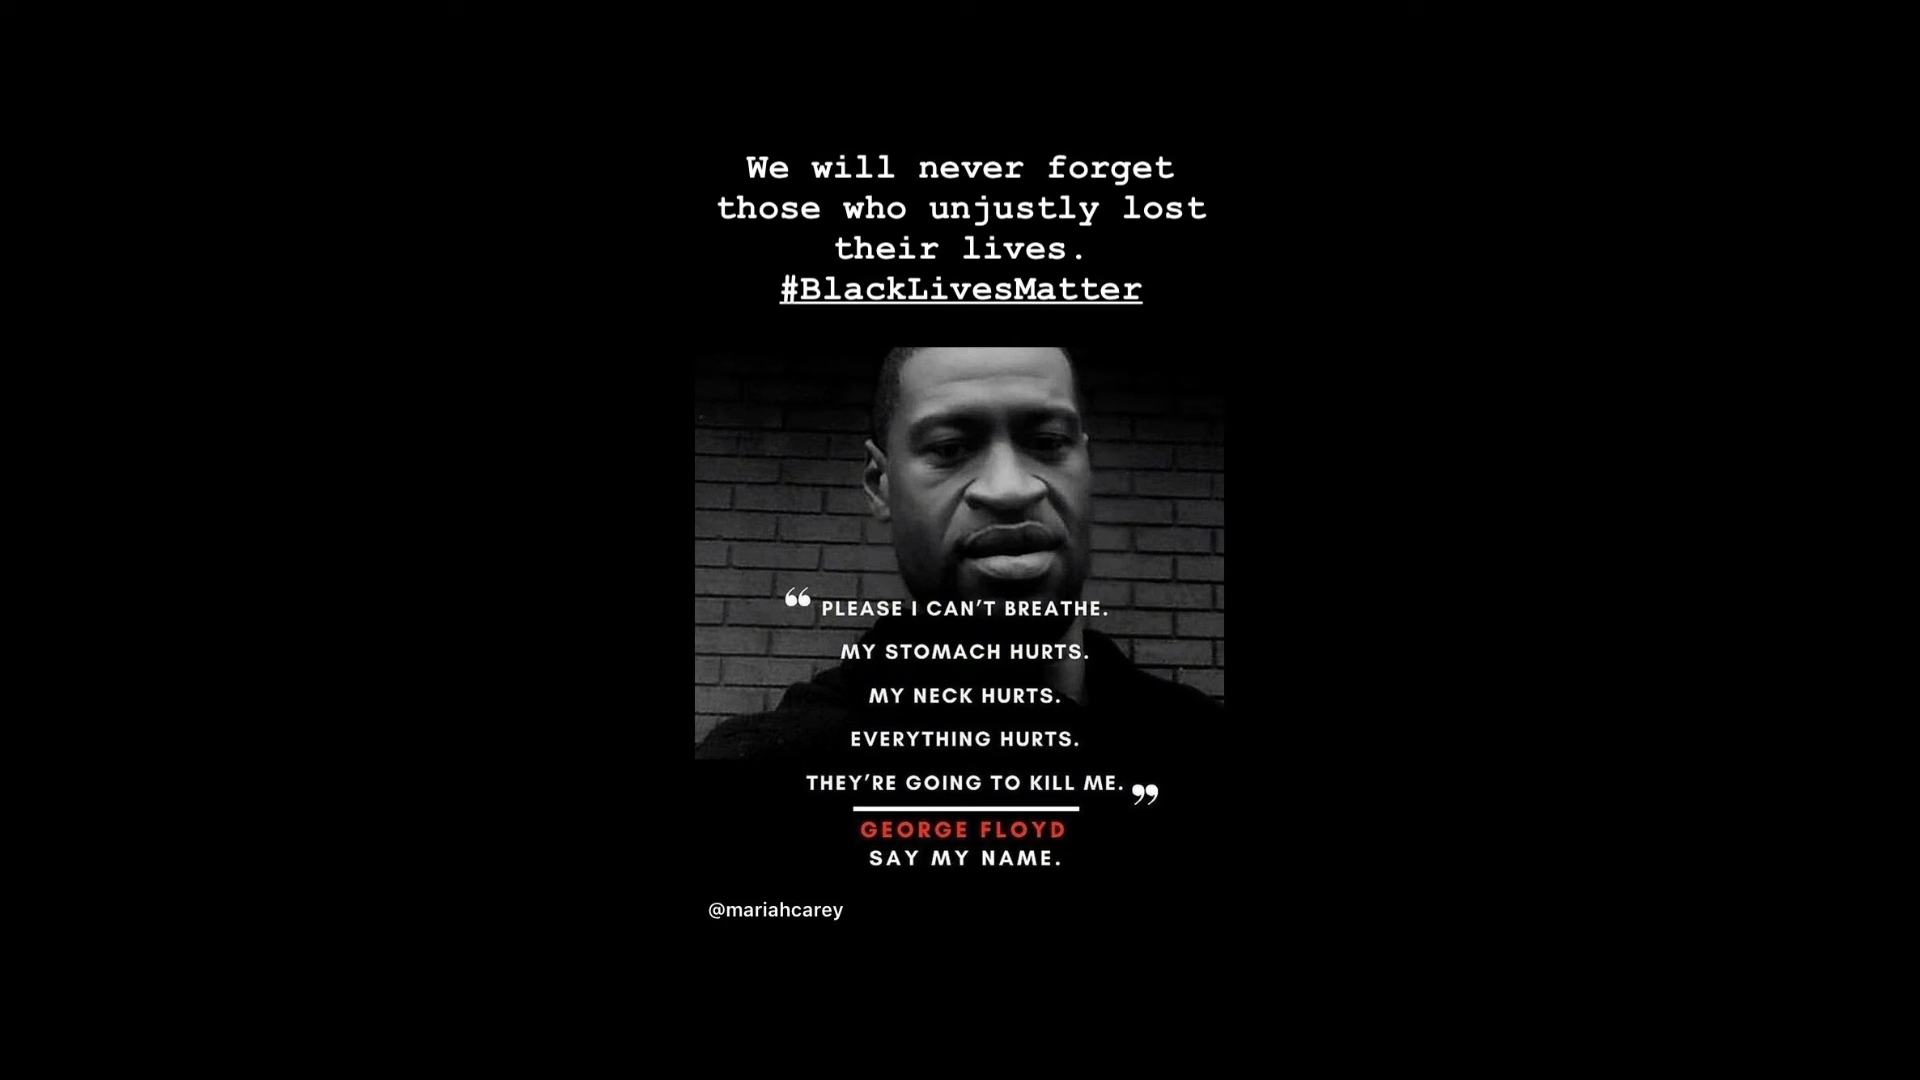 We will never forget
those who unjustly lost
their lives.
#BlackLivesMatter
“ PLEASE I CAN’T BREATHE.
MY STOMACH HURTS.
MY NECK HURTS.
EVERYTHING HURTS.
THEY’RE GOING TO KILL ME. ”
GEORGE FLOYD
SAY MY NAME.
@mariahcarey